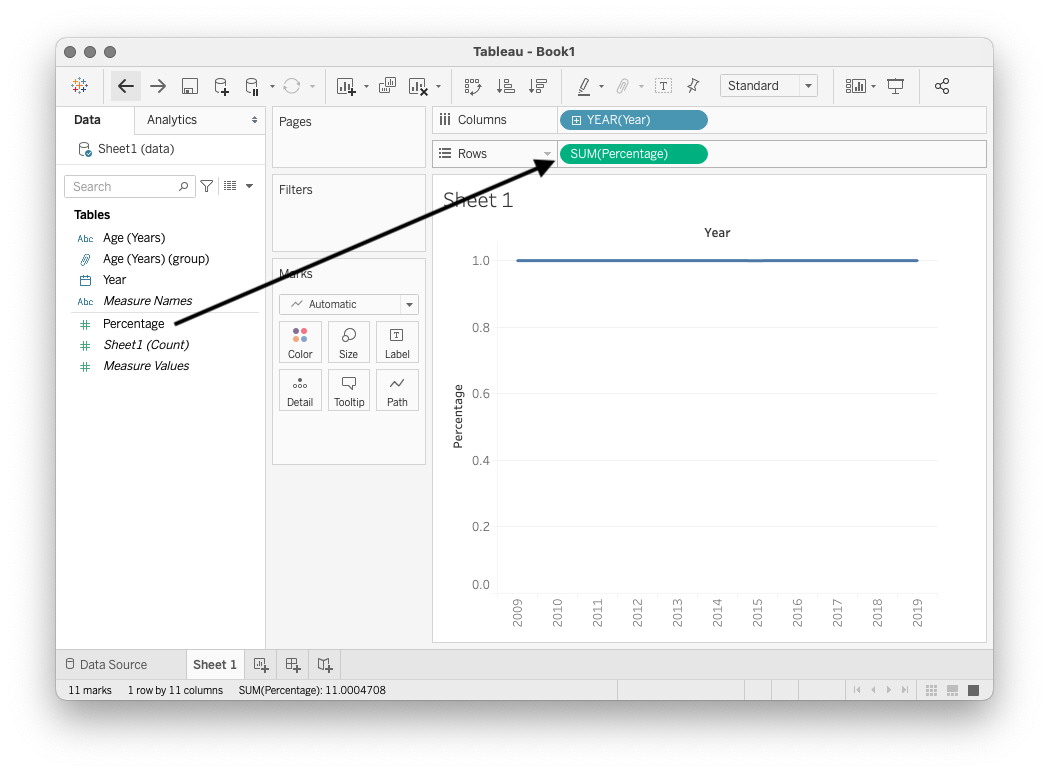 Tableau - Book1
Standard
Data
Analytics
Sheet1 (data)
Search
Tables
Abc Age (Years)
Age (Years) (group)
Year
Abc Measure Names
# Percentage
# Sheet1 (Count)
# Measure Values
Pages
Filters
Marks
Automatic
Color Size Label
Detail Tooltip Path
Columns YEAR(Year)
Rows SUM(Percentage)
Sheet 1
Year
1.0
0.8
0.6
0.4
0.2
0.0
Percentage
2009 2010 2011 2012 2013 2014 2015 2016 2017 2018 2019
Data Source Sheet 1
11 marks 1 row by 11 columns SUM(Percentage): 11.0004708